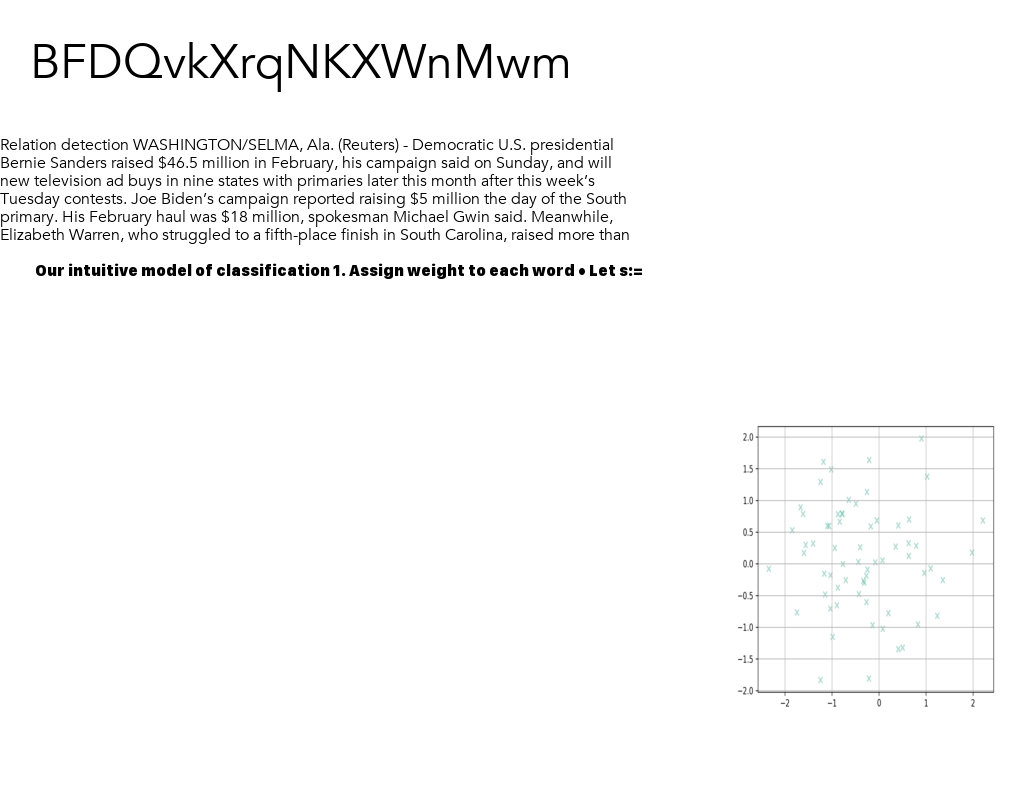 BFDQvkXrqNKXWnMwm
Relation detection WASHINGTON/SELMA, Ala. (Reuters) - Democratic U.S. presidential
Bernie Sanders raised $46.5 million in February, his campaign said on Sunday, and will
new television ad buys in nine states with primaries later this month after this week’s
Tuesday contests. Joe Biden’s campaign reported raising $5 million the day of the South
primary. His February haul was $18 million, spokesman Michael Gwin said. Meanwhile,
Elizabeth Warren, who struggled to a fifth-place finish in South Carolina, raised more than
Our intuitive model of classification 1. Assign weight to each word • Let s:=
2.0
1.5
1.0
0.5
0.0
−0.5
−1.0
−1.5
−2.0
−2 −1 0 1 2